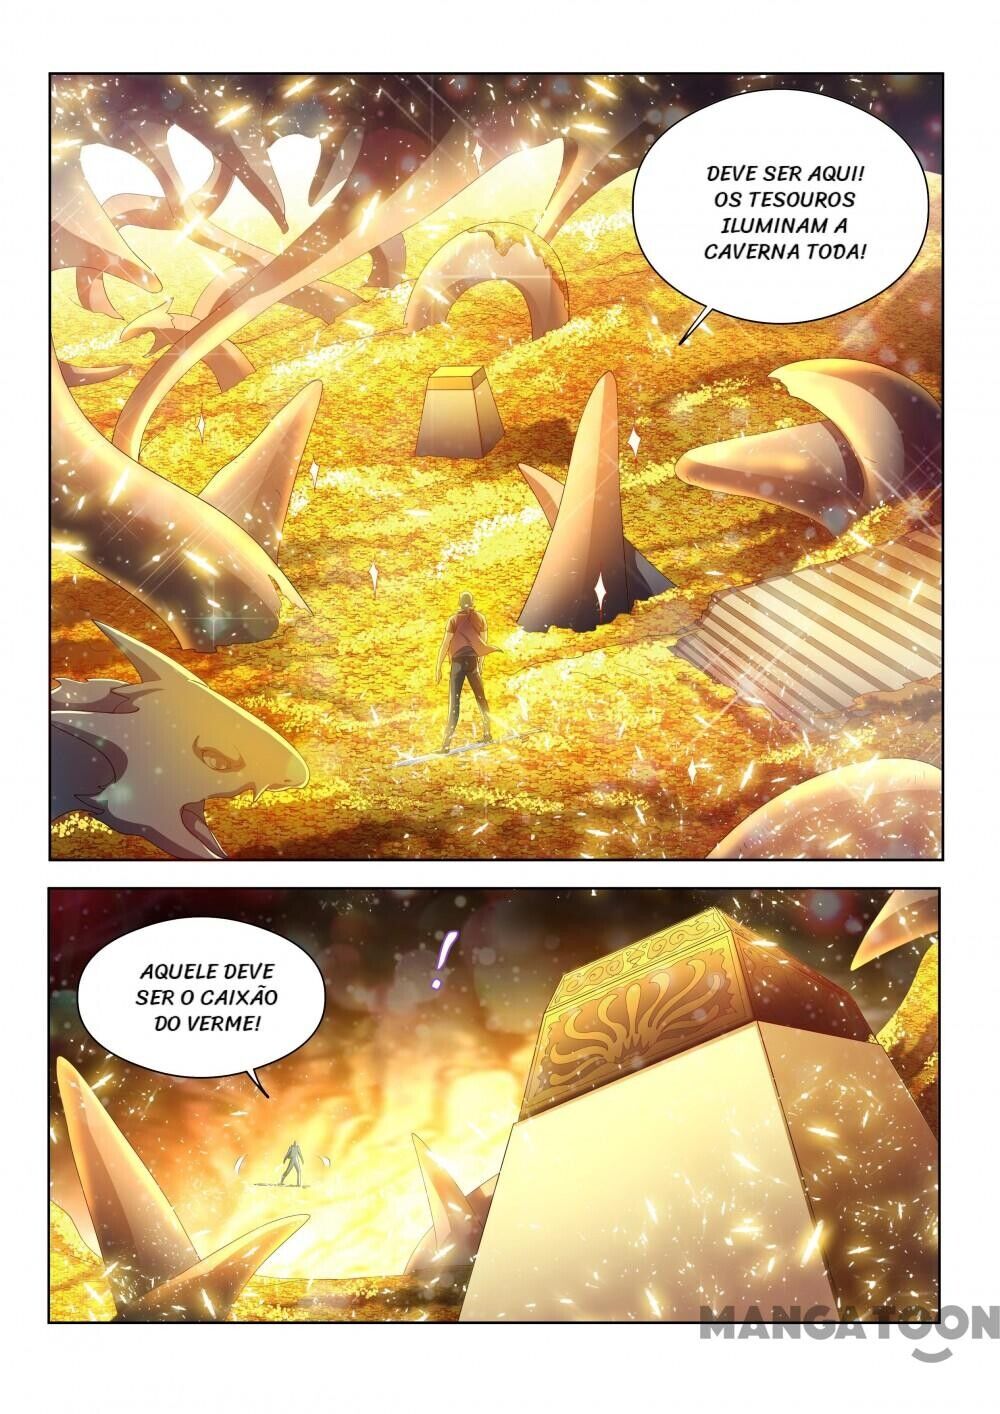 DEVE SER AQUI!
OS TESOUROS
ILUMINAM A
CAVERNA TODA!
!
AQUELE DEVE
SER O CAIXÃO
DO VERME!
MANGATOON